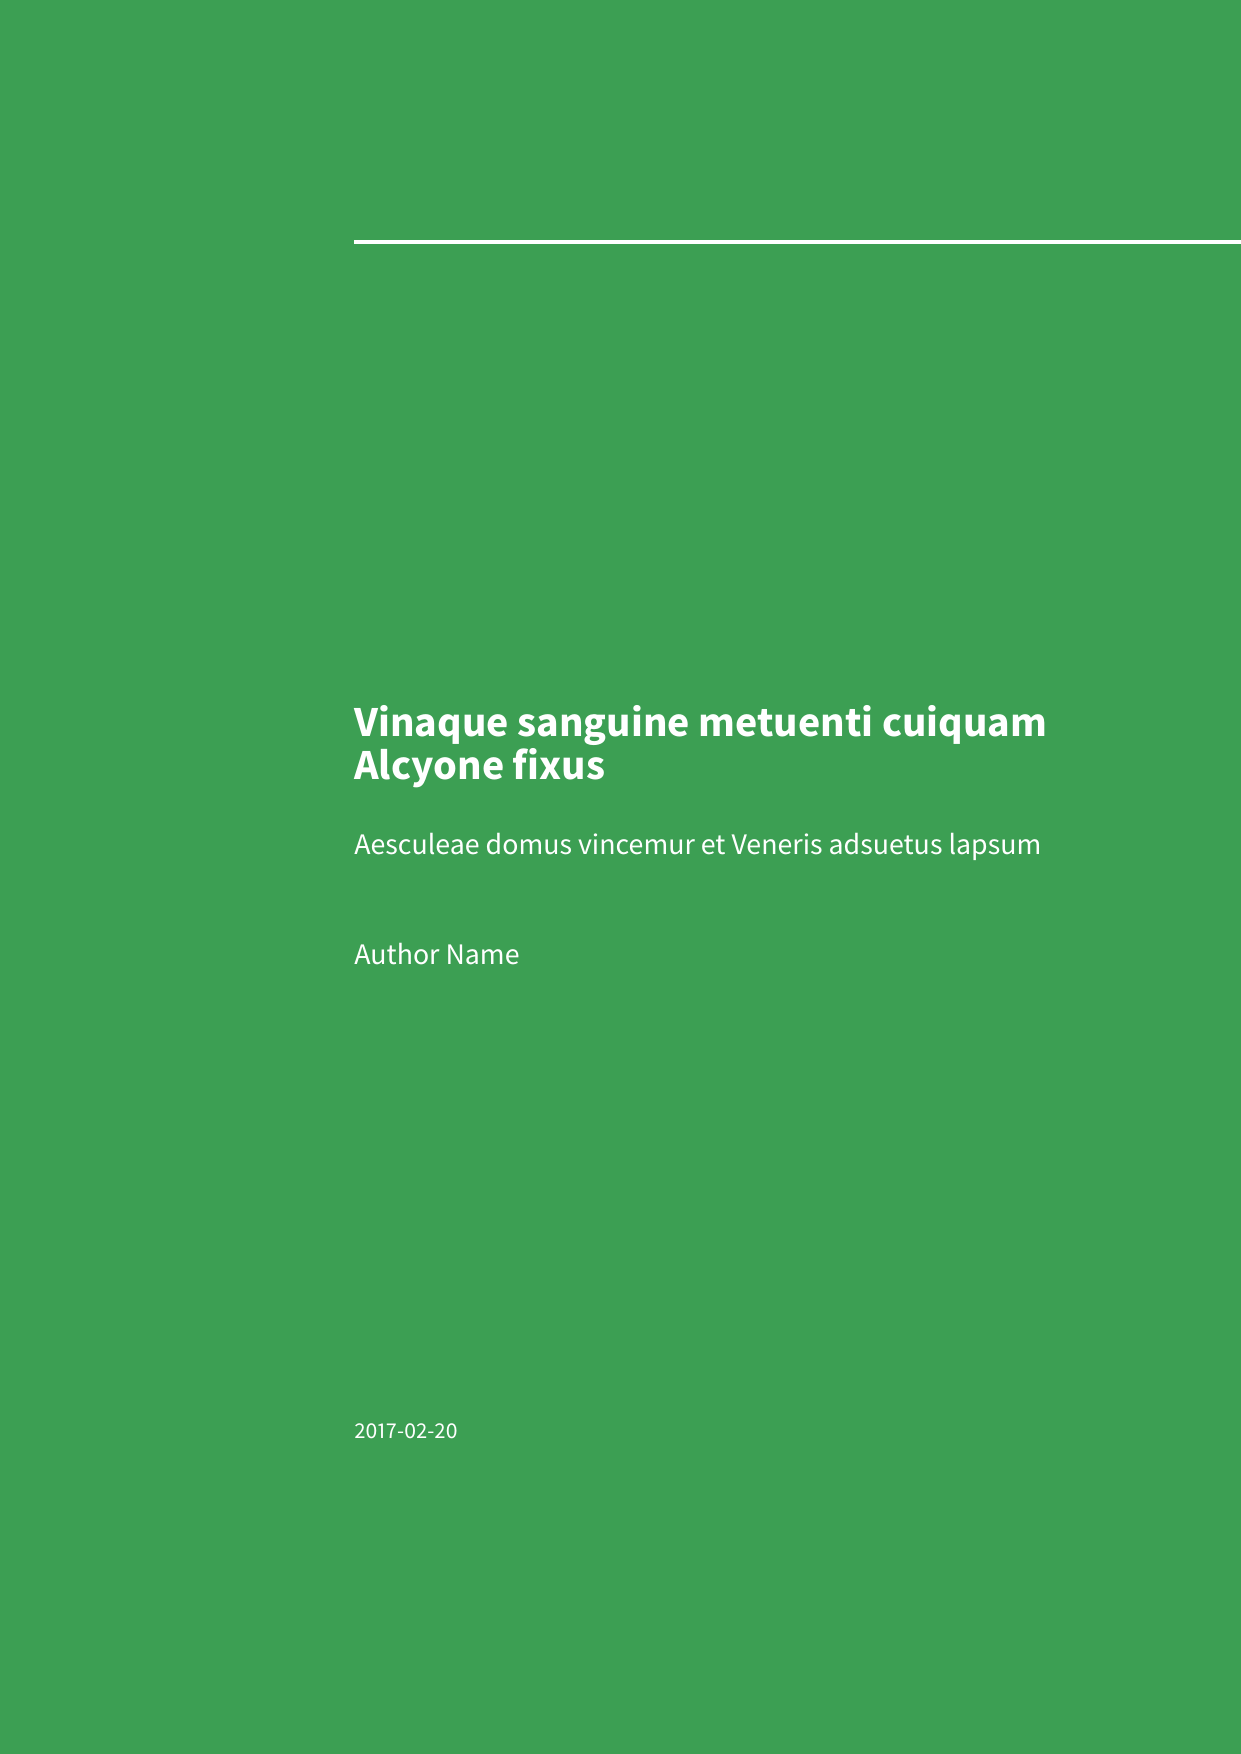 Vinaque sanguine metuenti cuiquam
Alcyone fixus
Aesculeae domus vincemur et Veneris adsuetus lapsum
Author Name
2017-02-20